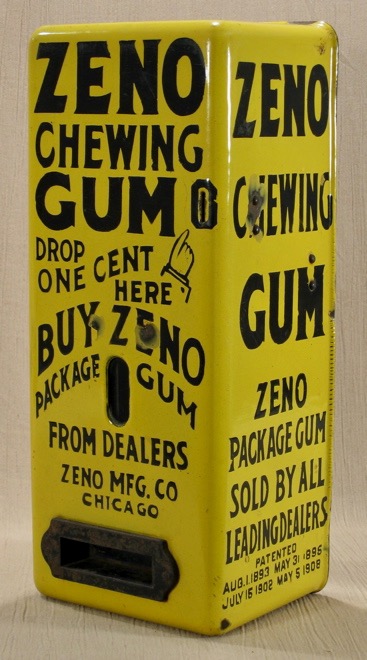 ZENO
CHEWING
GUM
DROP
ONE CENT
HERE
BUY ZENO
PACKAGE GUM
FROM DEALERS
ZENO MFG. CO
CHICAGO
ZENO
CHEWING
GUM
ZENO
PACKAGE GUM
SOLD BY ALL
LEADING DEALERS
PATENTED
AUG.1.1893 MAY 31 1898
JULY 15 1902 MAY 5 1908